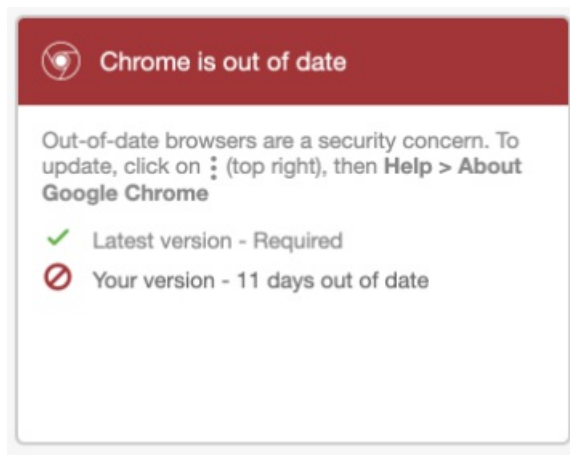 Chrome is out of date
Out-of-date browsers are a security concern. To
update, click on ⋮ (top right), then Help > About
Google Chrome
Latest version - Required
Your version - 11 days out of date